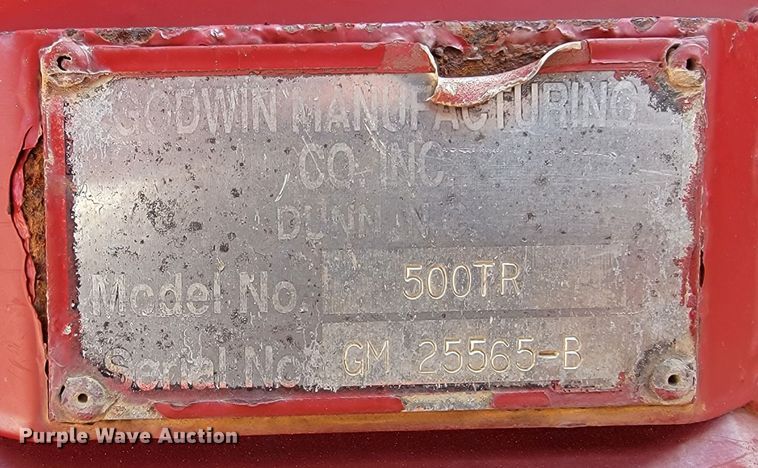 GODWIN MANUFACTURING
CO. INC.
DUNN N.C.
Model No. 500TR
Serial No. GM 25565-B
Purple Wave Auction